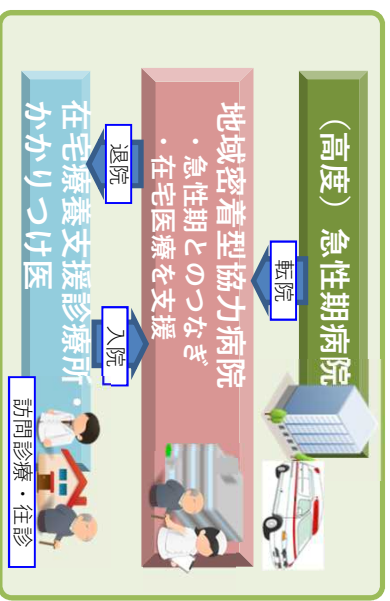 （高度） 急性期病院
転院
地域密着型協力病院
・急性期とのつなぎ
・在宅医療を支援
退院
入院
在宅療養支援診療所・
かかりつけ医
訪問診療・往診